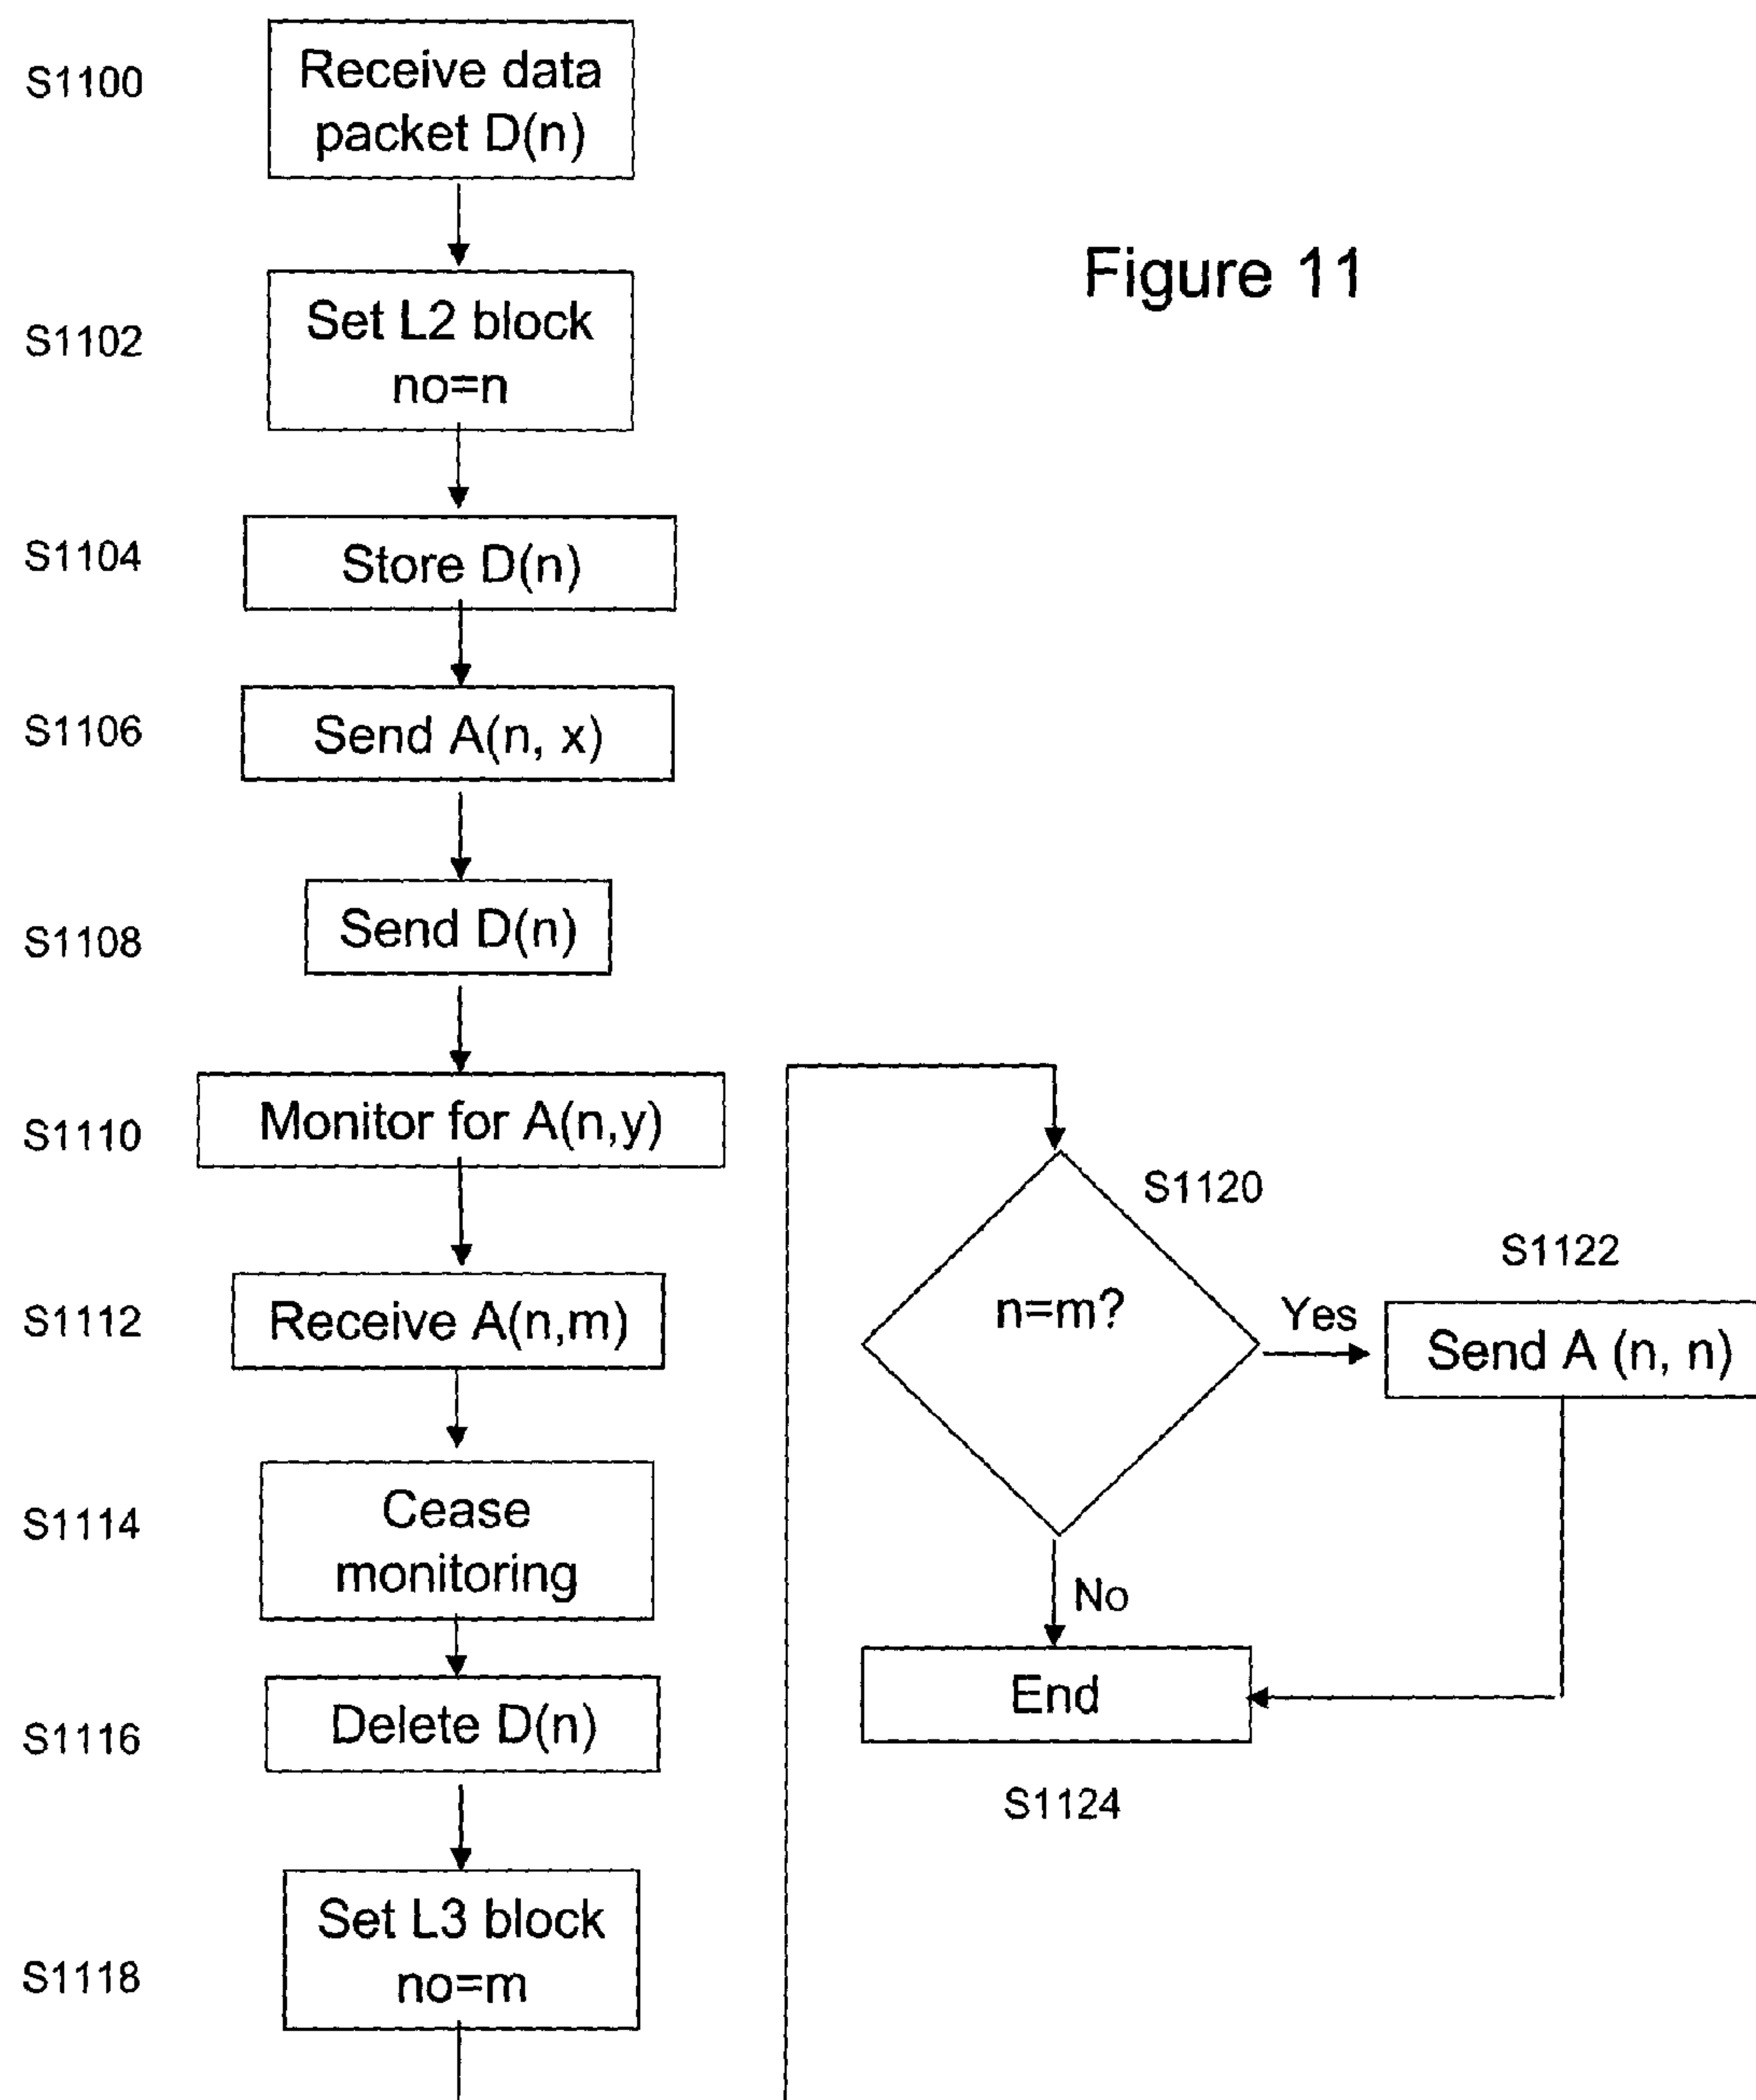 S1100
Receive data
packet D(n)
Figure 11
S1102
Set L2 block
no=n
S1104
Store D(n)
S1106
Send A(n, x)
S1108
Send D(n)
S1110
Monitor for A(n,y)
S1112
Receive A(n,m)
S1114
Cease
monitoring
S1116
Delete D(n)
S1118
Set L3 block
no=m
S1120
n=m?
Yes
S1122
Send A (n, n)
No
End
S1124